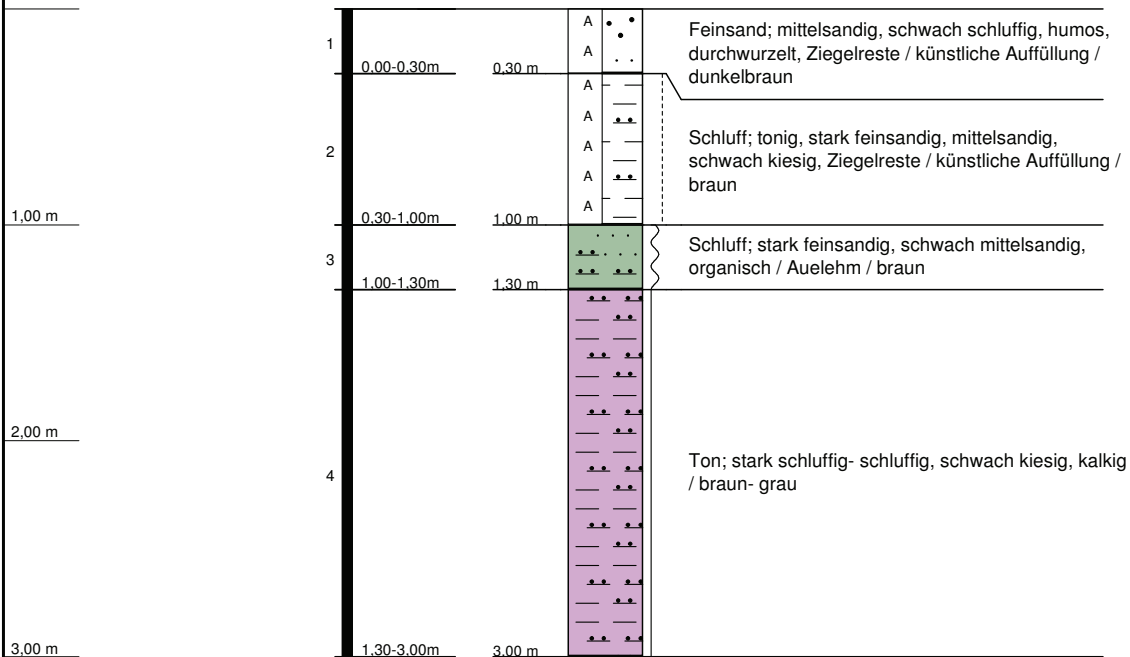 1
0,00-0,30m
0,30 m
A
A
Feinsand; mittelsandig, schwach schluffig, humos,
durchwurzelt, Ziegelreste / künstliche Auffüllung /
dunkelbraun
2
0,30-1,00m
1,00 m
A
A
A
A
A
Schluff; tonig, stark feinsandig, mittelsandig,
schwach kiesig, Ziegelreste / künstliche Auffüllung /
braun
1,00 m
3
1,00-1,30m
1,30 m
Schluff; stark feinsandig, schwach mittelsandig,
organisch / Auelehm / braun
2,00 m
4
Ton; stark schluffig- schluffig, schwach kiesig, kalkig
/ braun- grau
3,00 m
1,30-3,00m
3,00 m